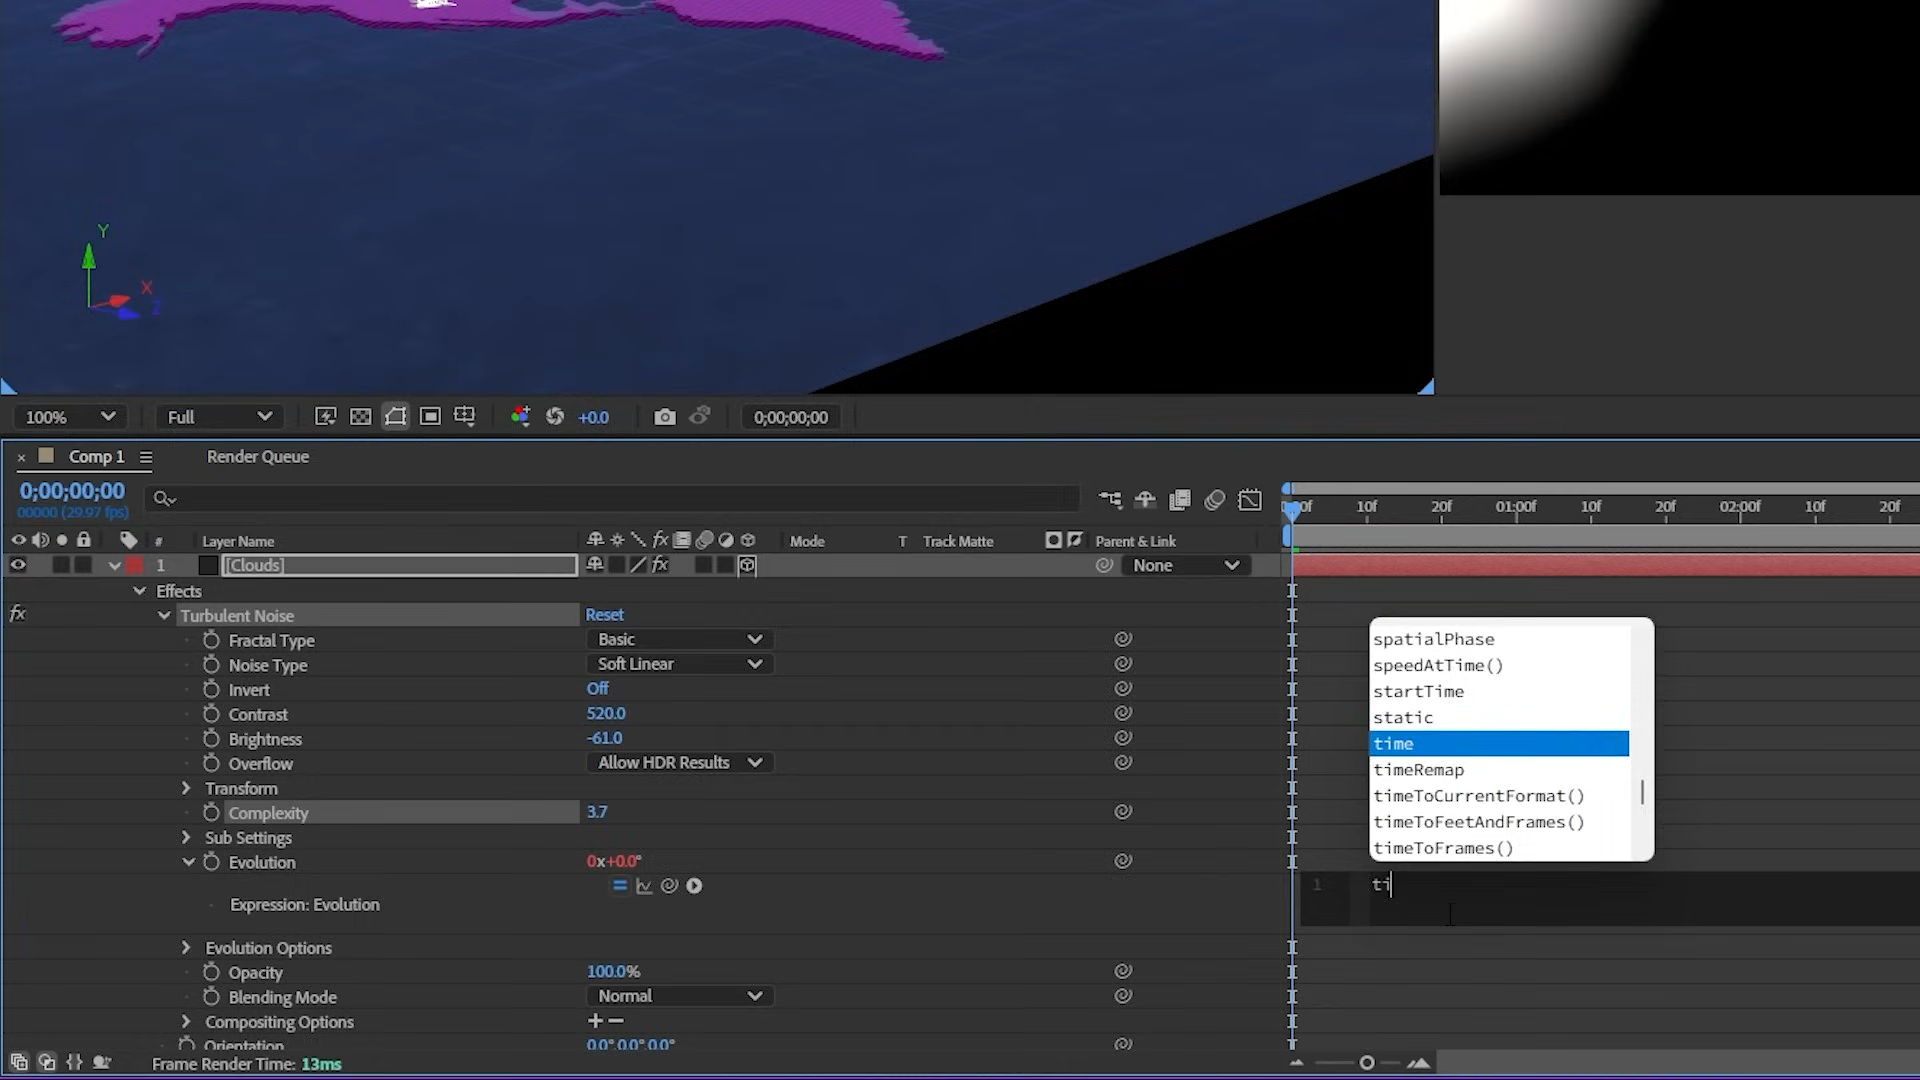 Y
X
Z
100%
Full
+0.0
0;00;00;00
× Comp 1
Render Queue
0;00;00;00
00000 (29.97 fps)
10f 20f 01:00f 10f 20f 02:00f 10f 20f
# Layer Name
fx
Mode T Track Matte
Parent & Link
1 [Clouds]
fx
None
Effects
fx Turbulent Noise Reset
Fractal Type Basic
Noise Type Soft Linear
Invert Off
Contrast 520.0
Brightness -61.0
Overflow Allow HDR Results
Transform
Complexity 3.7
Sub Settings
Evolution 0x+0.0°
Expression: Evolution
Evolution Options
Opacity 100.0%
Blending Mode Normal
Compositing Options + −
Orientation 0.0°,0.0°,0.0°
Frame Render Time: 13ms
spatialPhase
speedAtTime()
startTime
static
time
timeRemap
timeToCurrentFormat()
timeToFeetAndFrames()
timeToFrames()
1 ti